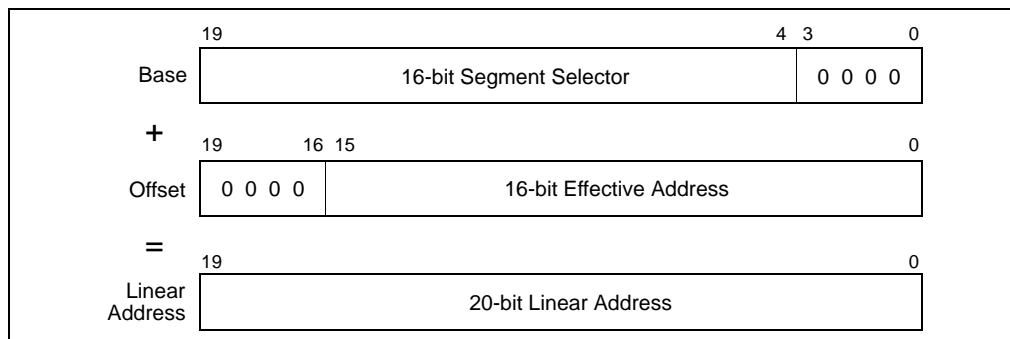 19 4 3 0
Base 16-bit Segment Selector 0 0 0 0
+
19 16 15 0
Offset 0 0 0 0 16-bit Effective Address
=
19 0
Linear
Address 20-bit Linear Address